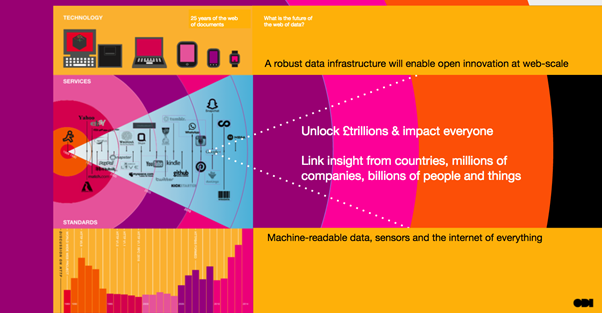 TECHNOLOGY
25 years of the web
of documents
What is the future of
the web of data?
A robust data infrastructure will enable open innovation at web-scale
SERVICES
Yahoo
WhatsApp
YouTube
kindle
github
KICKSTARTER
Unlock £trillions & impact everyone
Link insight from countries, millions of
companies, billions of people and things
STANDARDS
Machine-readable data, sensors and the internet of everything
ODI